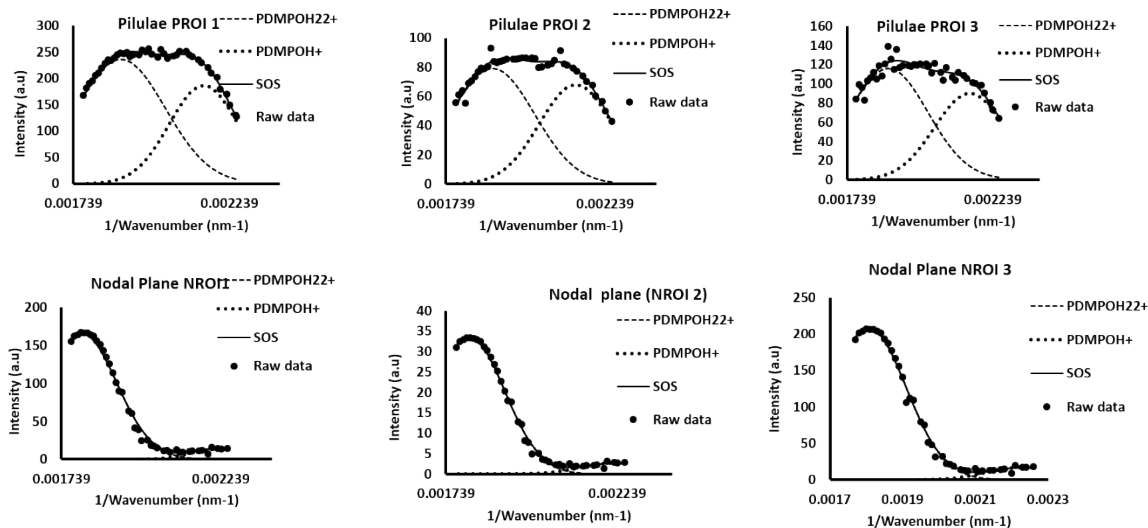 Pilulae PROI 1
300
250
200
150
100
50
0
Intensity (a.u)
0.001739
0.002239
1/Wavenumber (nm-1)
PDMPOH22+
PDMPOH+
SOS
Raw data
Pilulae PROI 2
100
80
60
40
20
0
Intensity (a.u)
0.001739
0.002239
1/Wavenumber (nm-1)
PDMPOH22+
PDMPOH+
SOS
Raw data
Pilulae PROI 3
160
140
120
100
80
60
40
20
0
Intensity (a.u)
0.001739
0.002239
1/Wavenumber (nm-1)
PDMPOH22+
PDMPOH+
SOS
Raw data
Nodal Plane NROI1
200
150
100
50
0
Intensity (a.u)
0.001739
0.002239
1/Wavenumber (nm-1)
PDMPOH22+
PDMPOH+
SOS
Raw data
Nodal plane (NROI 2)
40
35
30
25
20
15
10
5
0
Intensity (a.u)
0.001739
0.002239
1/Wavenumber (nm-1)
PDMPOH22+
PDMPOH+
SOS
Raw data
Nodal Plane NROI 3
250
200
150
100
50
0
Intensity (a.u)
0.0017
0.0019
0.0021
0.0023
1/Wavenumber (nm-1)
PDMPOH22+
PDMPOH+
SOS
Raw data